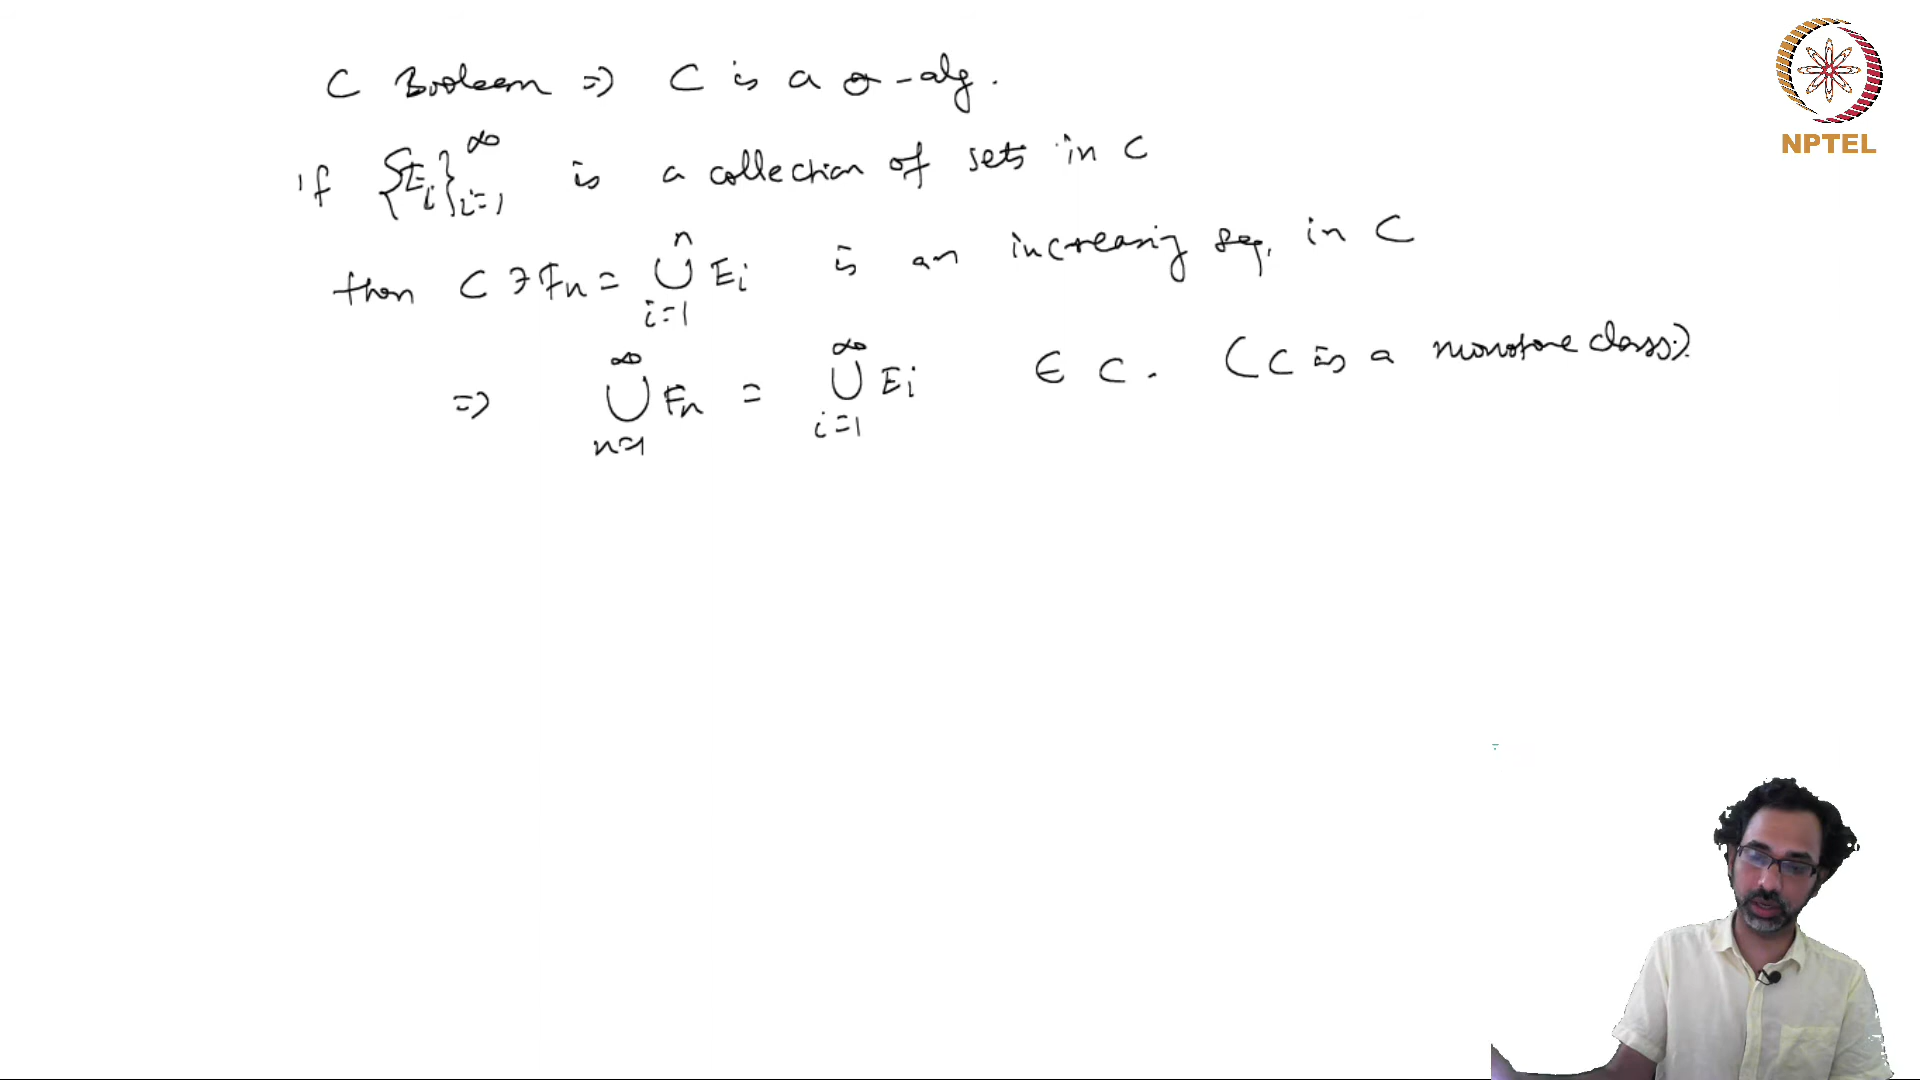 C Boolean ⇒ C is a σ-alg.
If {E_i}_{i=1}^∞ is a collection of sets in C
then C ∋ F_n = ⋃_{i=1}^n E_i is an increasing seq. in C
⇒ ⋃_{n=1}^∞ F_n = ⋃_{i=1}^∞ E_i ∈ C. (C is a monotone class).
NPTEL